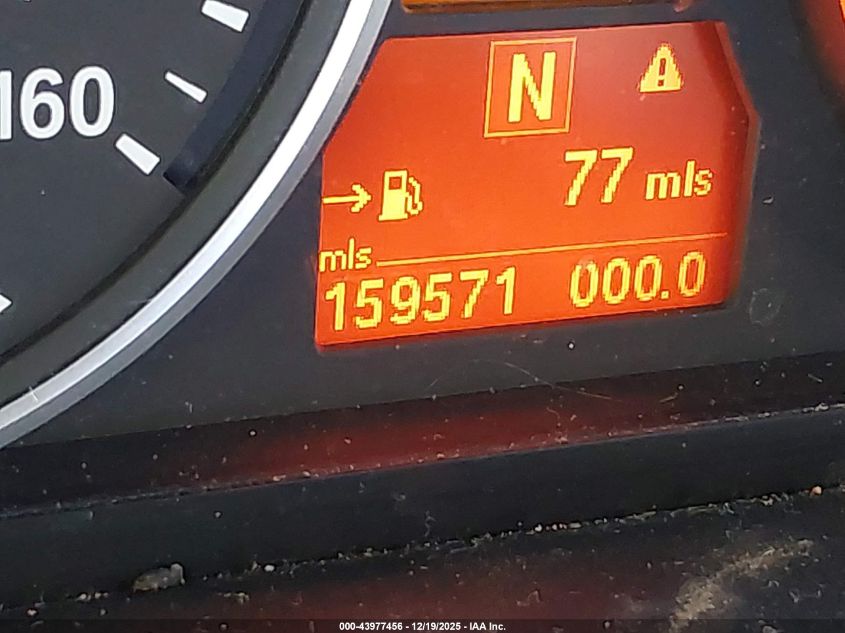 160
N
77 mls
mls
159571 000.0
000-43977456 - 12/19/2025 - IAA Inc.